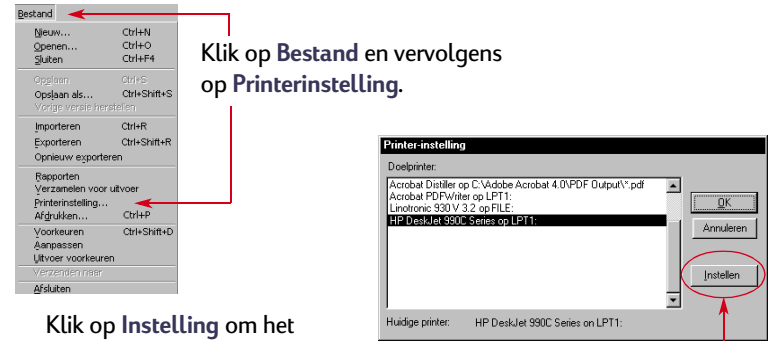 Bestand
Nieuw... Ctrl+N
Openen... Ctrl+O
Sluiten Ctrl+F4
Opslaan Ctrl+S
Opslaan als... Ctrl+Shift+S
Vorige versie herstellen
Importeren Ctrl+R
Exporteren Ctrl+Shift+R
Opnieuw exporteren
Rapporten
Verzamelen voor uitvoer
Printerinstelling...
Afdrukken... Ctrl+P
Voorkeuren Ctrl+Shift+D
Aanpassen
Uitvoer voorkeuren
Verzenden naar
Afsluiten
Klik op Bestand en vervolgens
op Printerinstelling.
Printer-instelling
Doelprinter:
Acrobat Distiller op C:\Adobe Acrobat 4.0\PDF Output\*.pdf
Acrobat PDFWriter op LPT1:
Linotronic 930 V 3.2 op FILE:
HP DeskJet 990C Series op LPT1:
OK
Annuleren
Instellen
Huidige printer: HP DeskJet 990C Series on LPT1:
Klik op Instelling om het